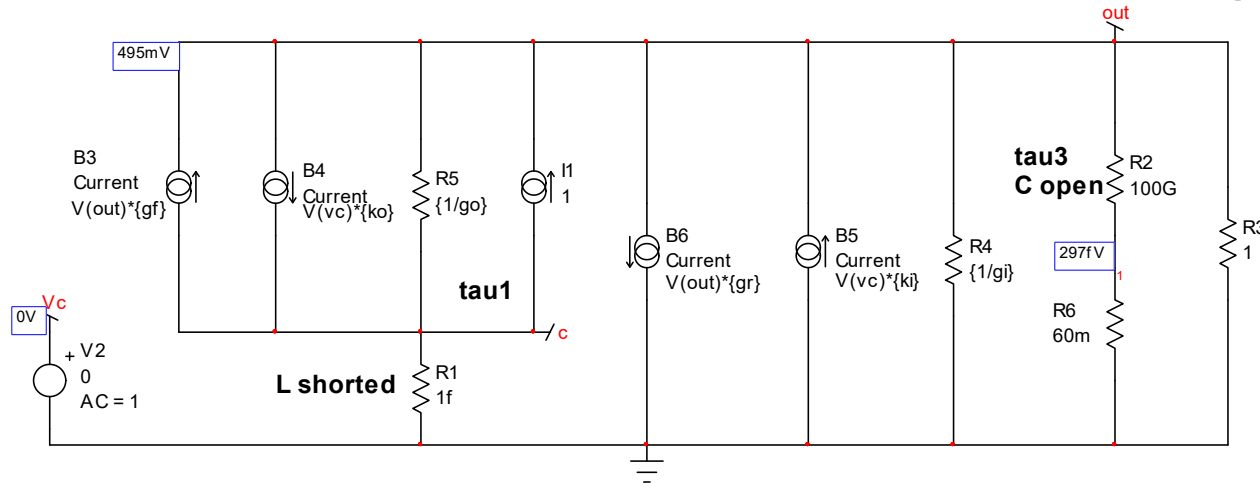 out
495mV
B3
Current
V(out)*{gf}
B4
Current
V(vc)*{ko}
R5
{1/go}
I1
1
B6
Current
V(out)*{gr}
B5
Current
V(vc)*{ki}
R4
{1/gi}
tau3
C open
R2
100G
R3
1
297fV
1
R6
60m
tau1
c
Vc
0V
+
V2
0
AC = 1
L shorted
R1
1f